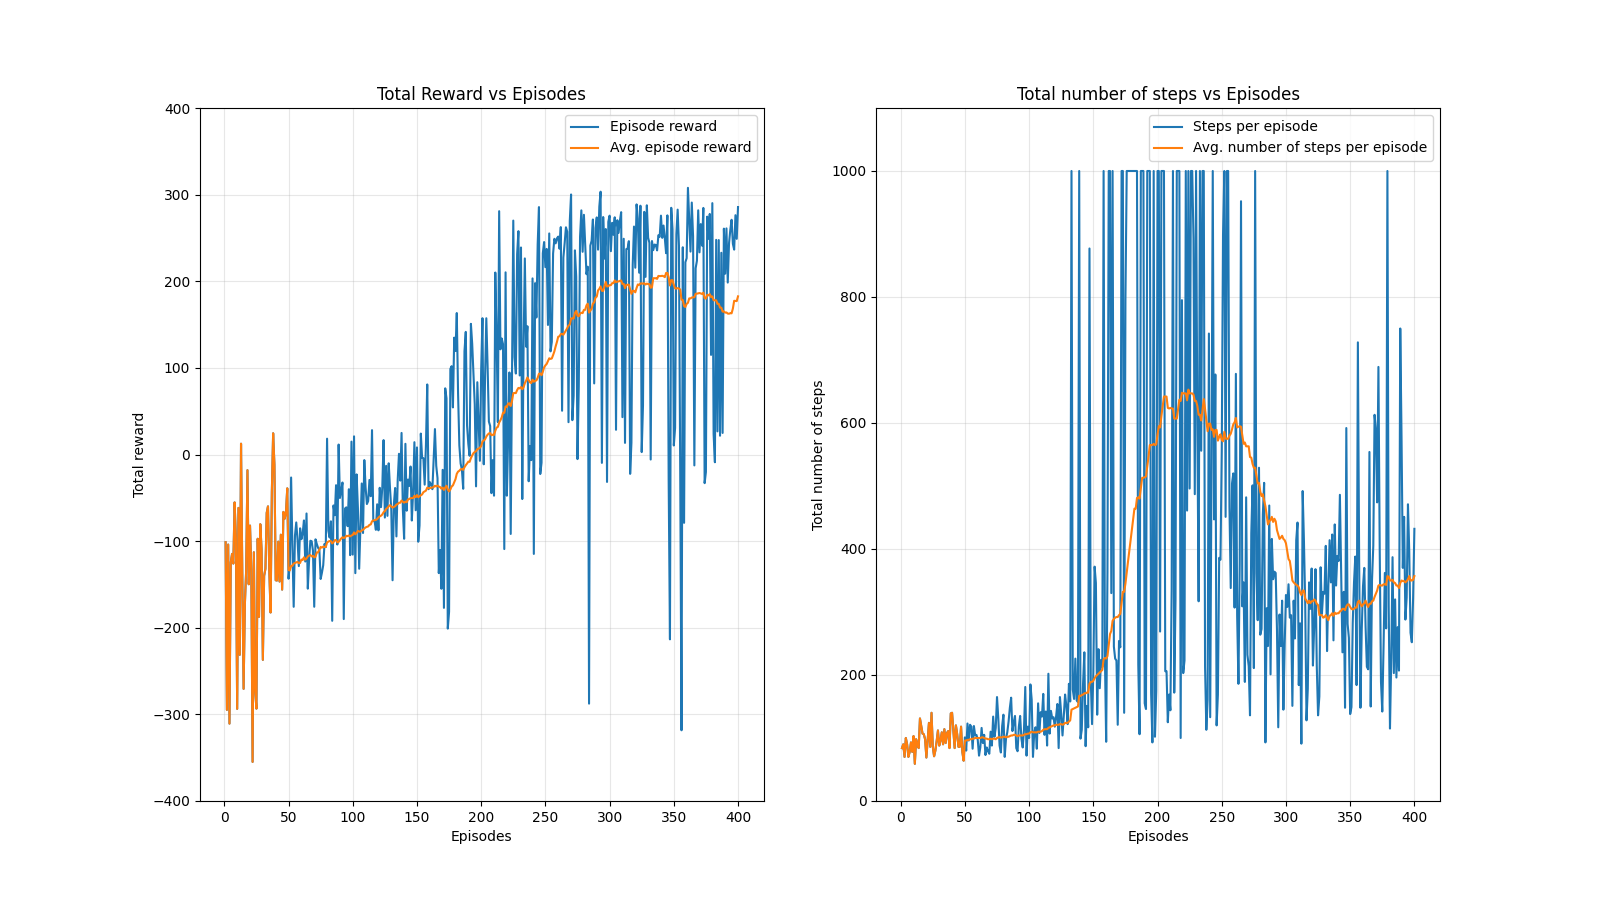 Total Reward vs Episodes
400
300
200
100
0
−100
−200
−300
−400
Total reward
0 50 100 150 200 250 300 350 400
Episodes
Episode reward
Avg. episode reward
Total number of steps vs Episodes
1000
800
600
400
200
0
Total number of steps
0 50 100 150 200 250 300 350 400
Episodes
Steps per episode
Avg. number of steps per episode